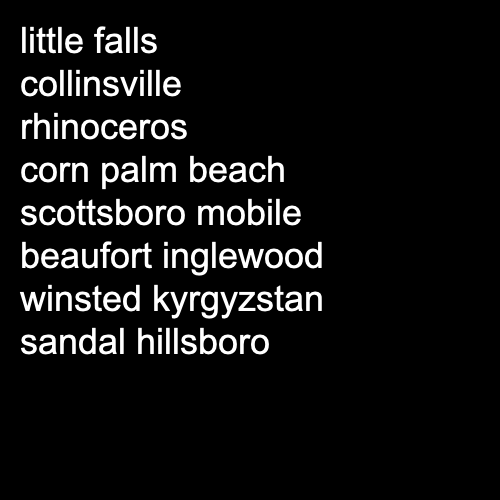 little falls
collinsville
rhinoceros
corn palm beach
scottsboro mobile
beaufort inglewood
winsted kyrgyzstan
sandal hillsboro